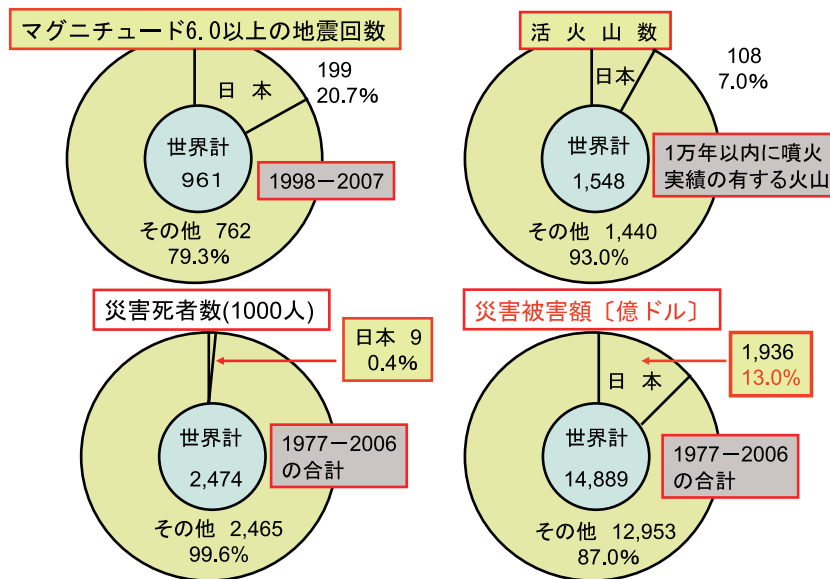 マグニチュード6.0以上の地震回数
199
20.7%
日 本
世界計
961
1998－2007
その他 762
79.3%
活 火 山 数
108
7.0%
日本
世界計
1,548
1万年以内に噴火
実績の有する火山
その他 1,440
93.0%
災害死者数(1000人)
日本 9
0.4%
世界計
2,474
1977－2006
の合計
その他 2,465
99.6%
災害被害額〔億ドル〕
1,936
13.0%
日 本
世界計
14,889
1977－2006
の合計
その他 12,953
87.0%